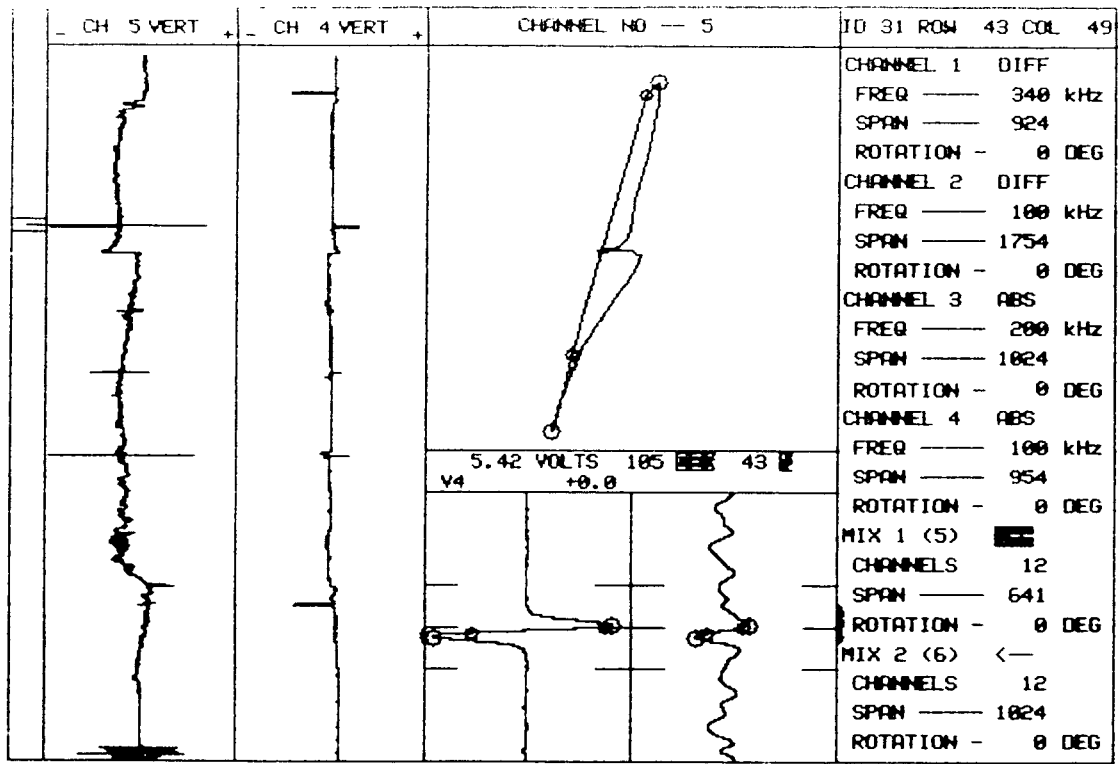 _ CH 5 VERT +
_ CH 4 VERT +
CHANNEL NO -- 5
ID 31 ROW 43 COL 49
CHANNEL 1 DIFF
FREQ —— 340 kHz
SPAN —— 924
ROTATION - 0 DEG
CHANNEL 2 DIFF
FREQ —— 100 kHz
SPAN —— 1754
ROTATION - 0 DEG
CHANNEL 3 ABS
FREQ —— 200 kHz
SPAN —— 1024
ROTATION - 0 DEG
CHANNEL 4 ABS
FREQ —— 100 kHz
SPAN —— 954
ROTATION - 0 DEG
MIX 1 (5)
CHANNELS 12
SPAN —— 641
ROTATION - 0 DEG
MIX 2 (6) <—
CHANNELS 12
SPAN —— 1024
ROTATION - 0 DEG
5.42 VOLTS 105 43
V4 +0.0